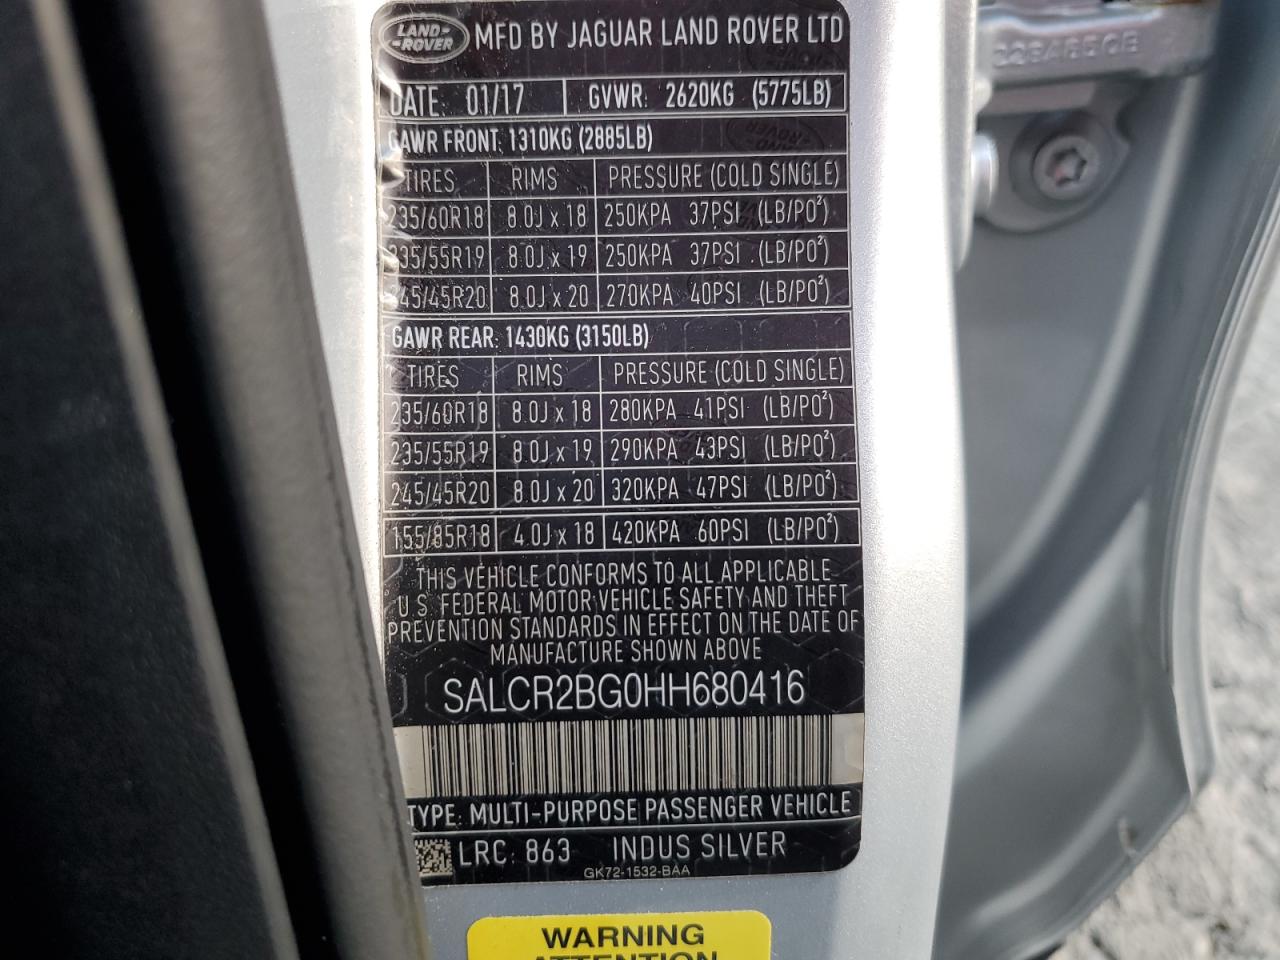 LAND-
-ROVER
MFD BY JAGUAR LAND ROVER LTD
DATE: 01/17 GVWR: 2620KG (5775LB)
GAWR FRONT: 1310KG (2885LB)
TIRES RIMS PRESSURE (COLD SINGLE)
235/60R18 8.0J x 18 250KPA 37PSI (LB/PO²)
235/55R19 8.0J x 19 250KPA 37PSI (LB/PO²)
245/45R20 8.0J x 20 270KPA 40PSI (LB/PO²)
GAWR REAR: 1430KG (3150LB)
TIRES RIMS PRESSURE (COLD SINGLE)
235/60R18 8.0J x 18 280KPA 41PSI (LB/PO²)
235/55R19 8.0J x 19 290KPA 43PSI (LB/PO²)
245/45R20 8.0J x 20 320KPA 47PSI (LB/PO²)
155/85R18 4.0J x 18 420KPA 60PSI (LB/PO²)
THIS VEHICLE CONFORMS TO ALL APPLICABLE
U.S FEDERAL MOTOR VEHICLE SAFETY AND THEFT
PREVENTION STANDARDS IN EFFECT ON THE DATE OF
MANUFACTURE SHOWN ABOVE
SALCR2BG0HH680416
TYPE: MULTI-PURPOSE PASSENGER VEHICLE
LRC: 863 INDUS SILVER
GK72-1532-BAA
WARNING
ATTENTION